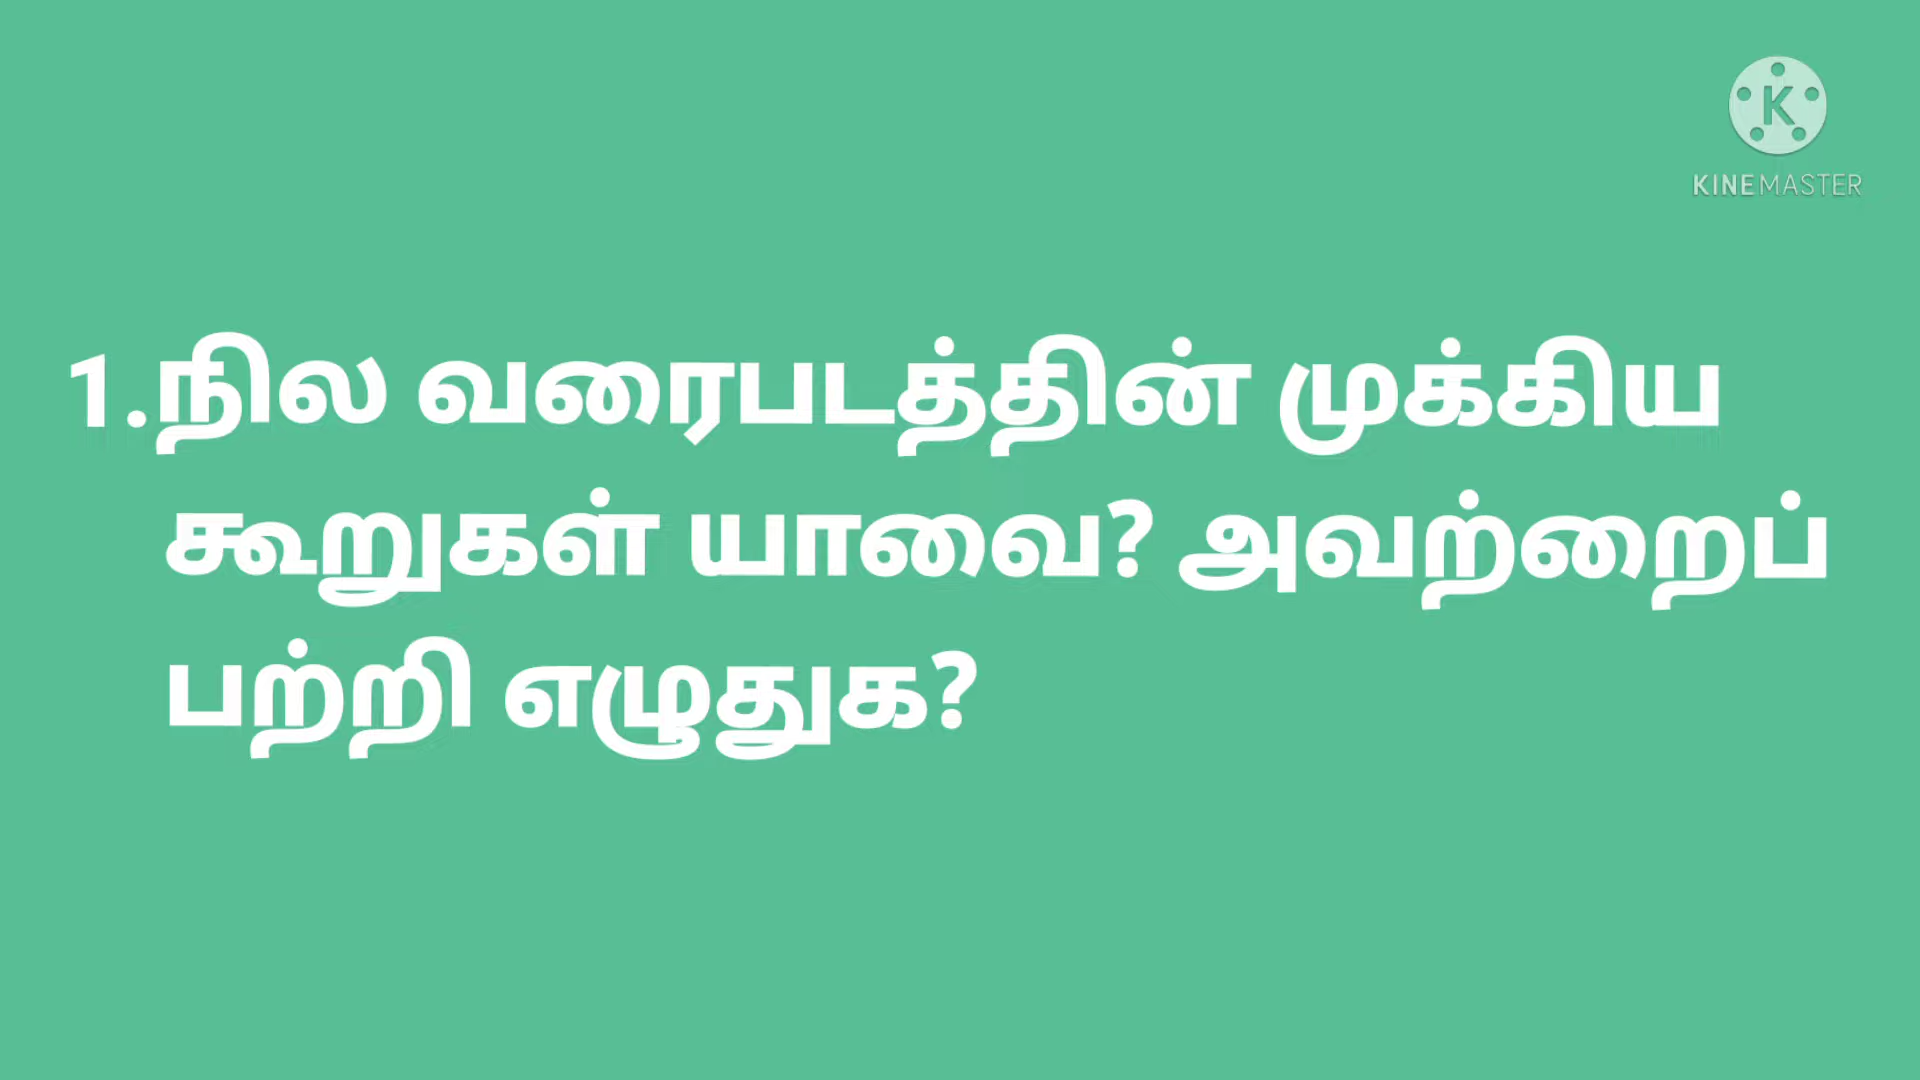 KINEMASTER
1.நில வரைபடத்தின் முக்கிய
கூறுகள் யாவை? அவற்றைப்
பற்றி எழுதுக?